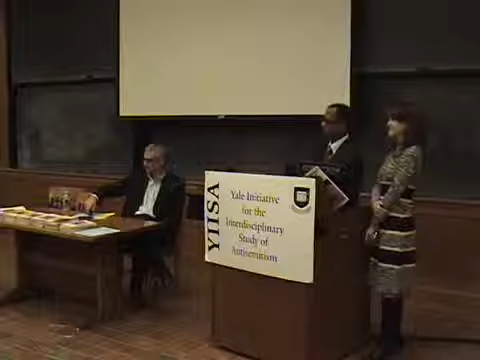 YIISA
Yale Initiative
for the
Interdisciplinary
Study of
Antisemitism